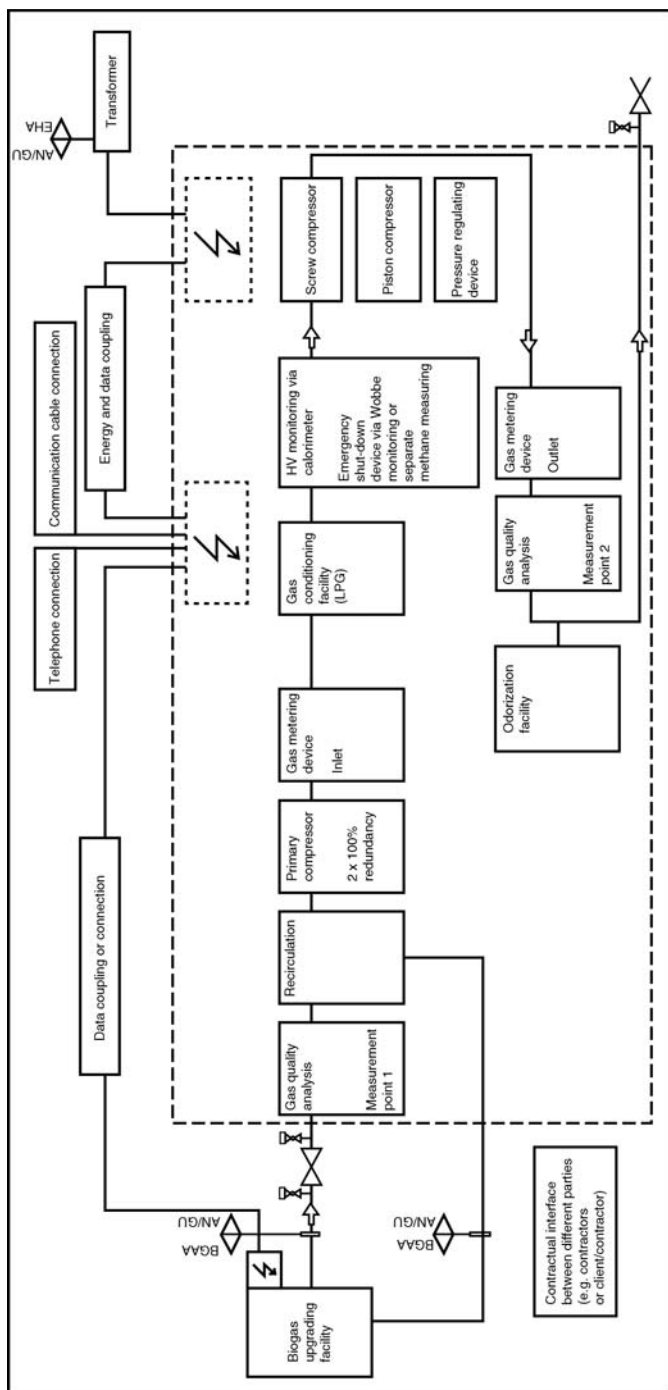 AN/GU
EHA
Transformer
Communication cable connection
Telephone connection
Energy and data coupling
Data coupling or connection
BGAA
AN/GU
Biogas
upgrading
facility
Gas quality
analysis
Measurement
point 1
Recirculation
Primary
compressor
2 x 100%
redundancy
Gas metering
device
Inlet
Gas
conditioning
facility
(LPG)
HV monitoring via
calorimeter
Emergency
shut-down
device via Wobbe
monitoring or
separate
methane measuring
Screw compressor
Piston compressor
Pressure regulating
device
BGAA
AN/GU
Odorization
facility
Gas quality
analysis
Measurement
point 2
Gas metering
device
Outlet
Contractual interface
between different parties
(e.g. contractors
or client/contractor)